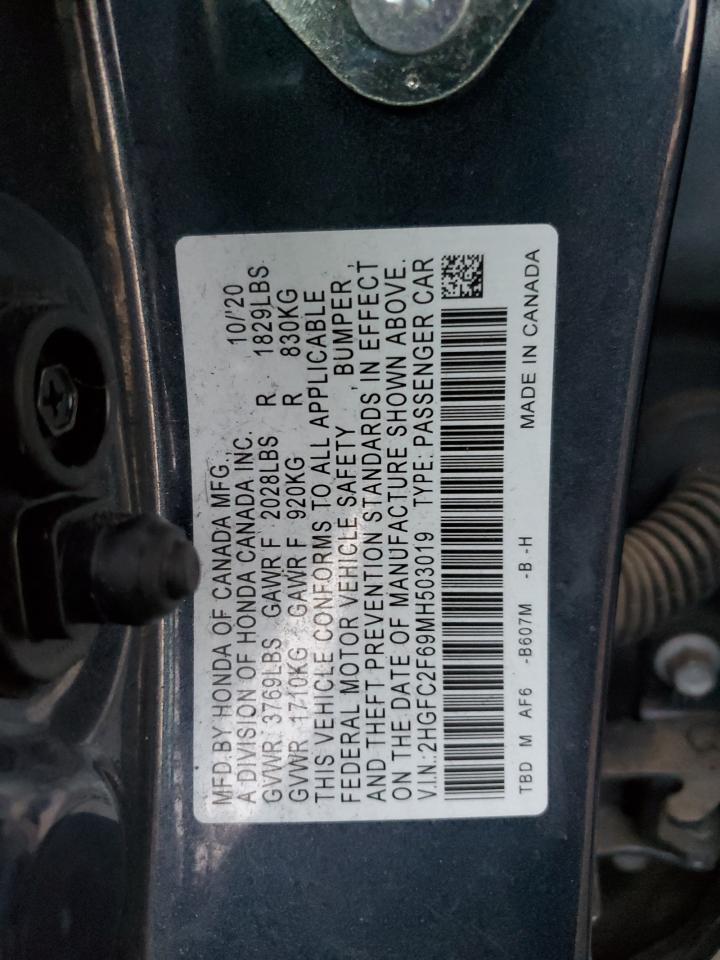 MFD.BY HONDA OF CANADA MFG.,
A DIVISION OF HONDA CANADA INC. 10/'20
GVWR 3769LBS GAWR F 2028LBS R 1829LBS
GVWR 1710KG GAWR F 920KG R 830KG
THIS VEHICLE CONFORMS TO ALL APPLICABLE
FEDERAL MOTOR VEHICLE SAFETY , BUMPER ,
AND THEFT PREVENTION STANDARDS IN EFFECT
ON THE DATE OF MANUFACTURE SHOWN ABOVE.
V.I.N.:2HGFC2F69MH503019 TYPE: PASSENGER CAR
TBD M AF6 -B607M -B -H MADE IN CANADA